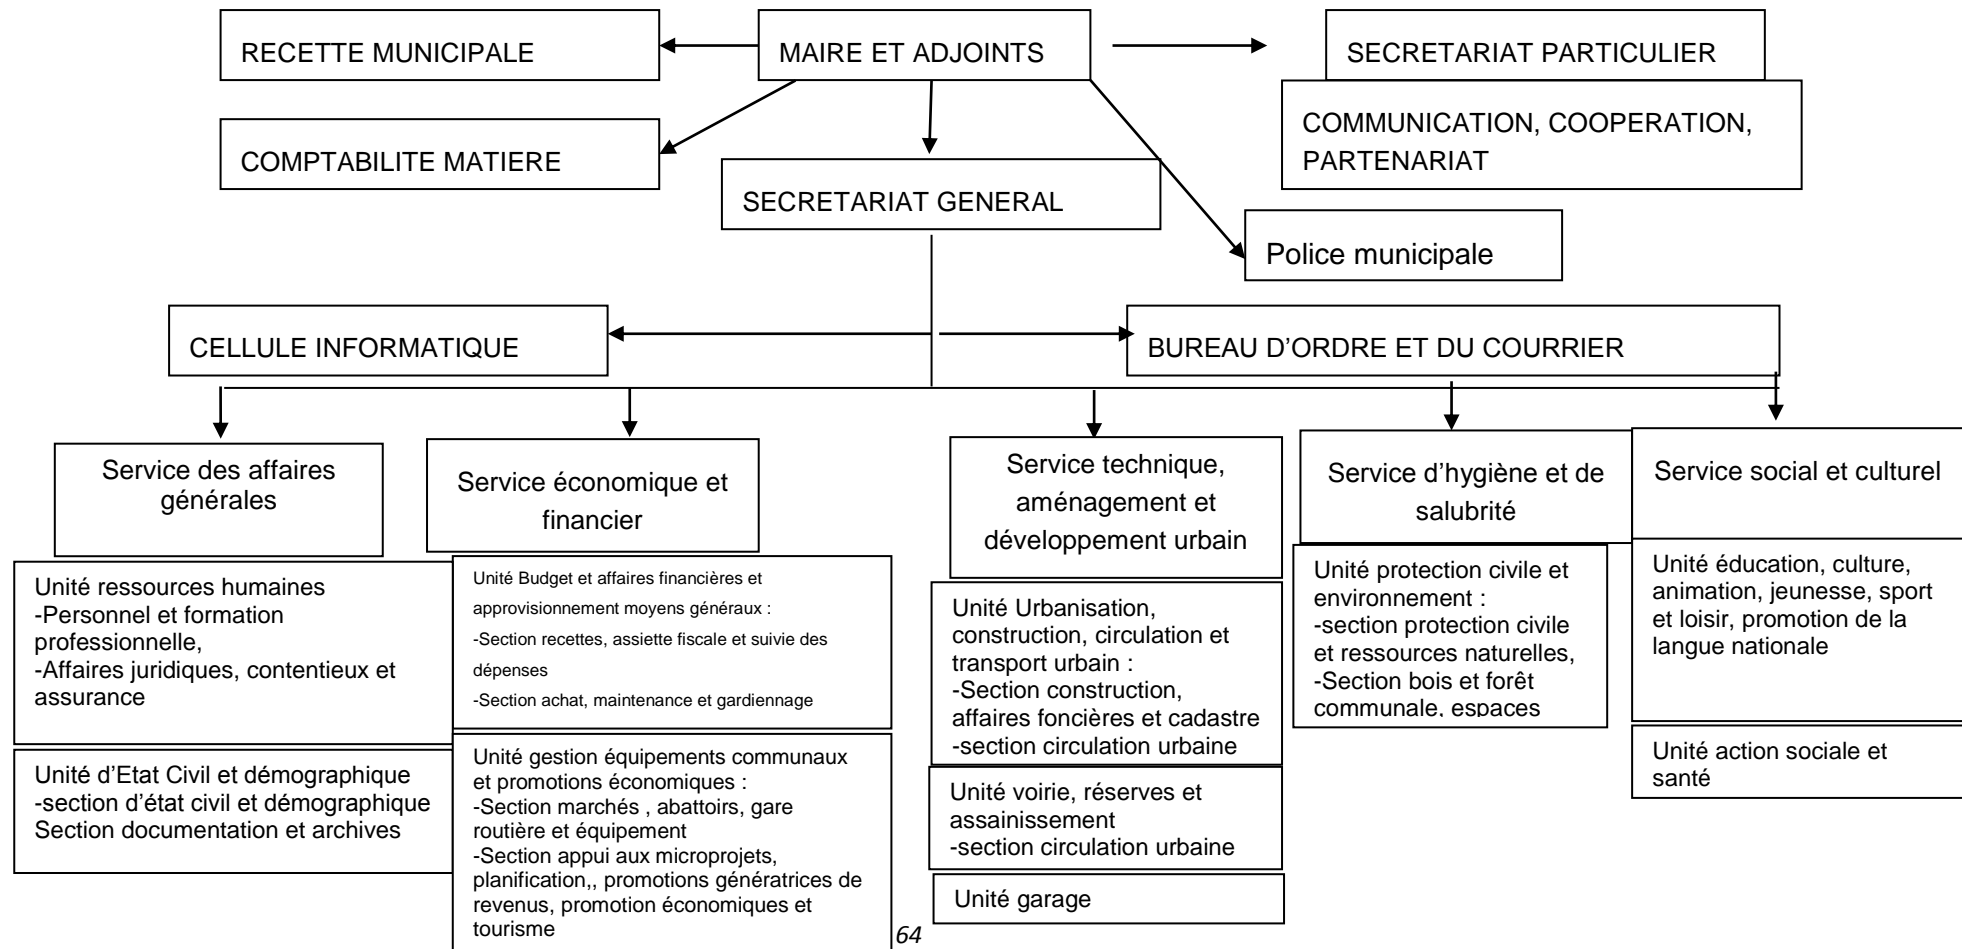 RECETTE MUNICIPALE
MAIRE ET ADJOINTS
SECRETARIAT PARTICULIER
COMMUNICATION, COOPERATION,
PARTENARIAT
COMPTABILITE MATIERE
SECRETARIAT GENERAL
Police municipale
CELLULE INFORMATIQUE
BUREAU D’ORDRE ET DU COURRIER
Service des affaires
générales
Unité ressources humaines
-Personnel et formation
professionnelle,
-Affaires juridiques, contentieux et
assurance
Unité d’Etat Civil et démographique
-section d’état civil et démographique
Section documentation et archives
Service économique et
financier
Unité Budget et affaires financières et
approvisionnement moyens généraux :
-Section recettes, assiette fiscale et suivie des
dépenses
-Section achat, maintenance et gardiennage
Unité gestion équipements communaux
et promotions économiques :
-Section marchés , abattoirs, gare
routière et équipement
-Section appui aux microprojets,
planification,, promotions génératrices de
revenus, promotion économiques et
tourisme
Service technique,
aménagement et
développement urbain
Unité Urbanisation,
construction, circulation et
transport urbain :
-Section construction,
affaires foncières et cadastre
-section circulation urbaine
Unité voirie, réserves et
assainissement
-section circulation urbaine
Unité garage
Service d’hygiène et de
salubrité
Unité protection civile et
environnement :
-section protection civile
et ressources naturelles,
-Section bois et forêt
communale, espaces
Service social et culturel
Unité éducation, culture,
animation, jeunesse, sport
et loisir, promotion de la
langue nationale
Unité action sociale et
santé
64